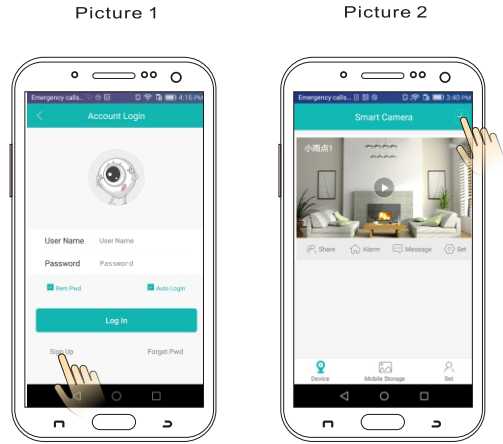 Picture 1
Picture 2
Emergency calls...
4:16 PM
Account Login
User Name User Name
Password Password
Rem Pwd Auto Login
Log In
Sign Up Forget Pwd
Emergency calls...
3:40 PM
Smart Camera
小雨点1
Share Alarm Message Set
Device Mobile Storage Set